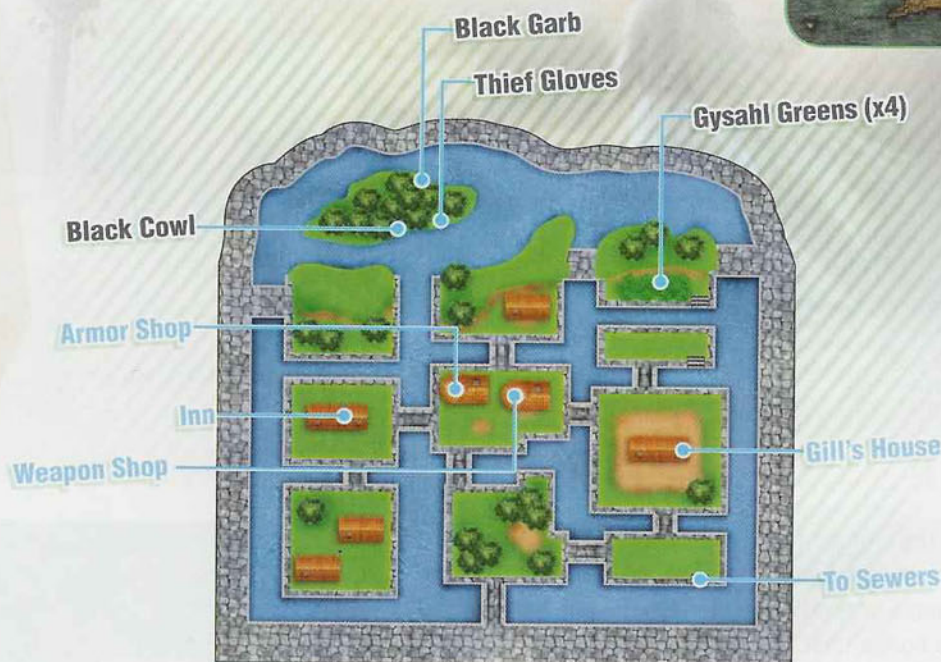 Black Garb
Thief Gloves
Gysahl Greens (x4)
Black Cowl
Armor Shop
Inn
Weapon Shop
Gill's House
To Sewers